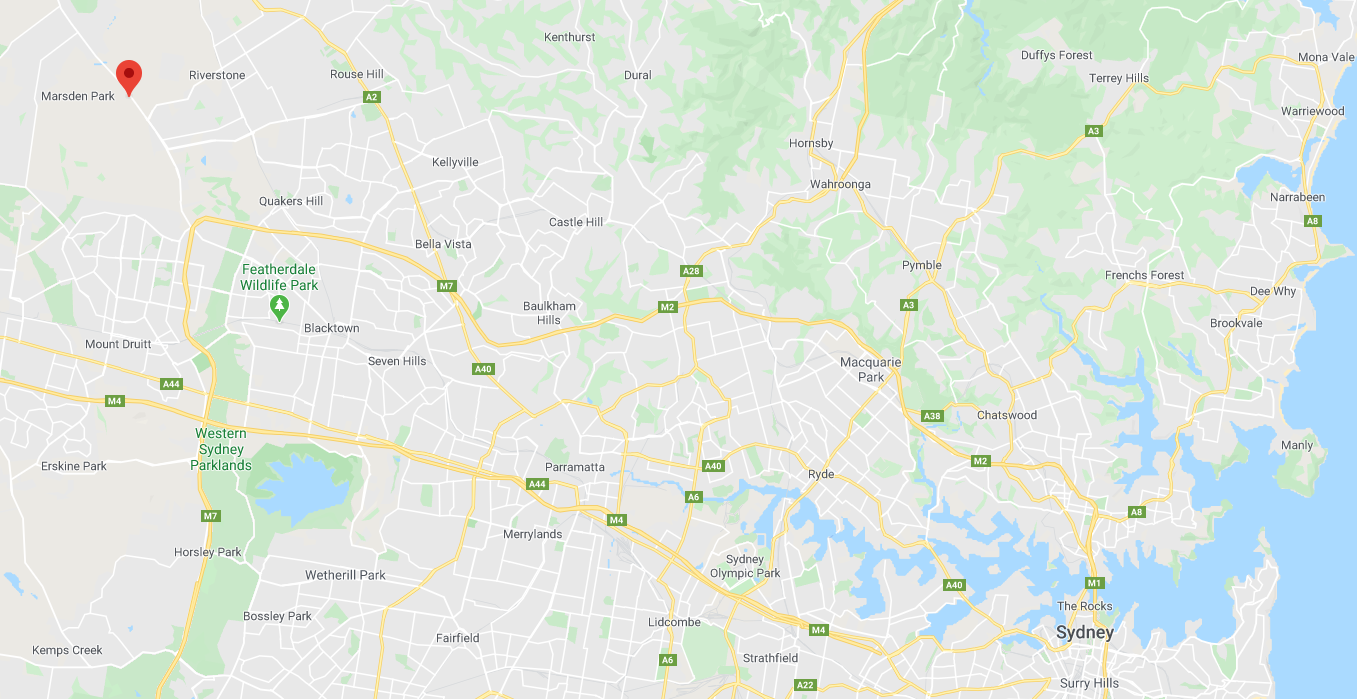 Kenthurst
Duffys Forest
Mona Vale
Riverstone
Rouse Hill
Dural
Terrey Hills
Marsden Park
A2
Warriewood
A3
Hornsby
Kellyville
Wahroonga
Quakers Hill
Narrabeen
Castle Hill
A8
Bella Vista
Featherdale
Wildlife Park
A28
Pymble
Frenchs Forest
M7
Dee Why
Baulkham
Hills
M2
A3
Blacktown
Brookvale
Mount Druitt
Seven Hills
A40
Macquarie
Park
A44
M4
A38
Chatswood
Western
Sydney
Parklands
Manly
Erskine Park
Parramatta
A40
M2
Ryde
A44
A6
M7
M4
A8
Merrylands
Horsley Park
Sydney
Olympic Park
Wetherill Park
A40
M1
The Rocks
Bossley Park
Lidcombe
M4
Sydney
Fairfield
Kemps Creek
A6
Strathfield
A22
Surry Hills